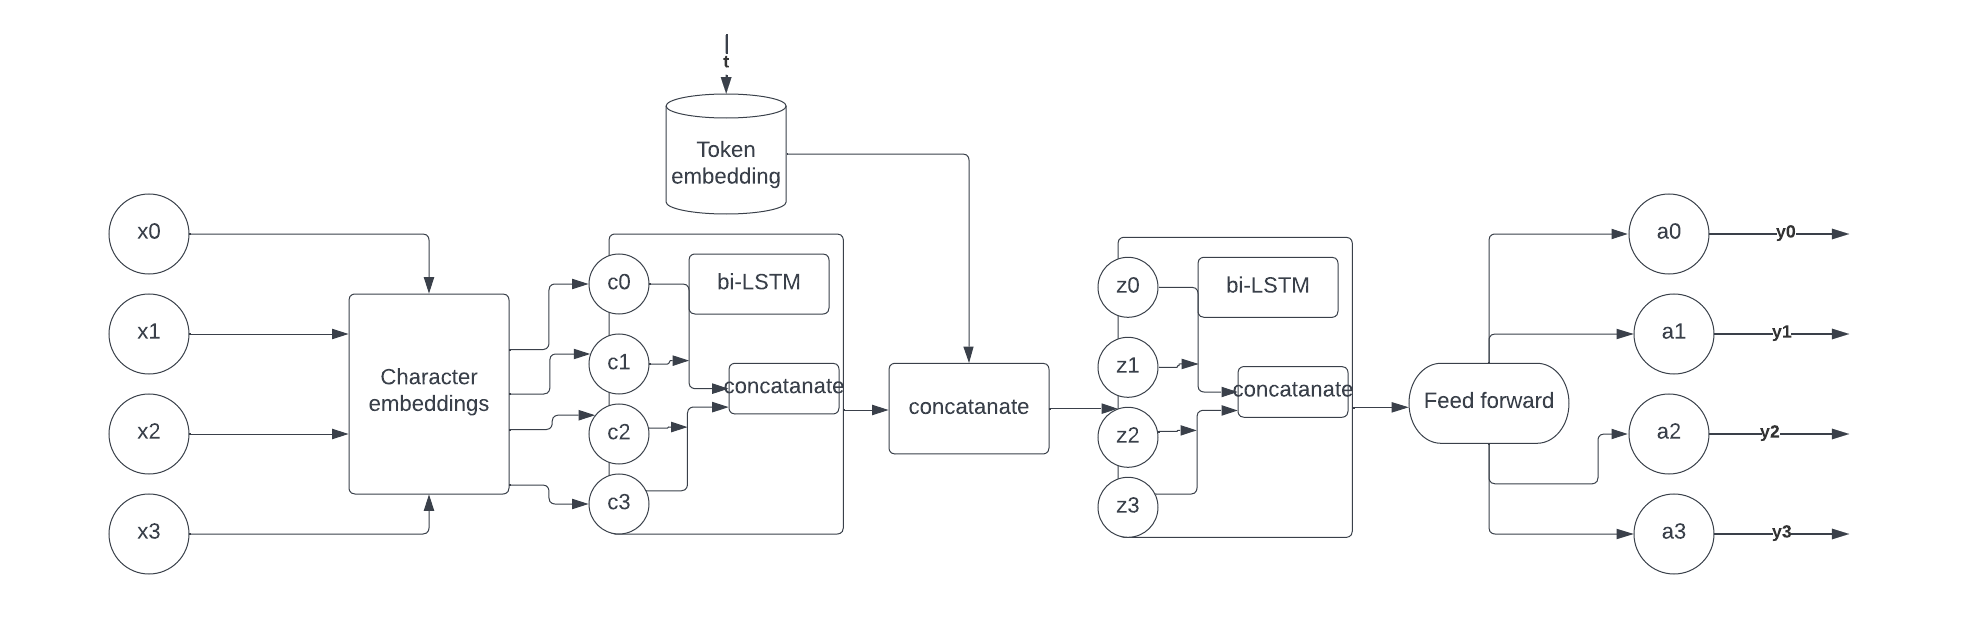 t
Token
embedding
x0
x1
x2
x3
Character
embeddings
c0
c1
c2
c3
bi-LSTM
concatanate
concatanate
z0
z1
z2
z3
bi-LSTM
concatanate
Feed forward
a0
y0
a1
y1
a2
y2
a3
y3